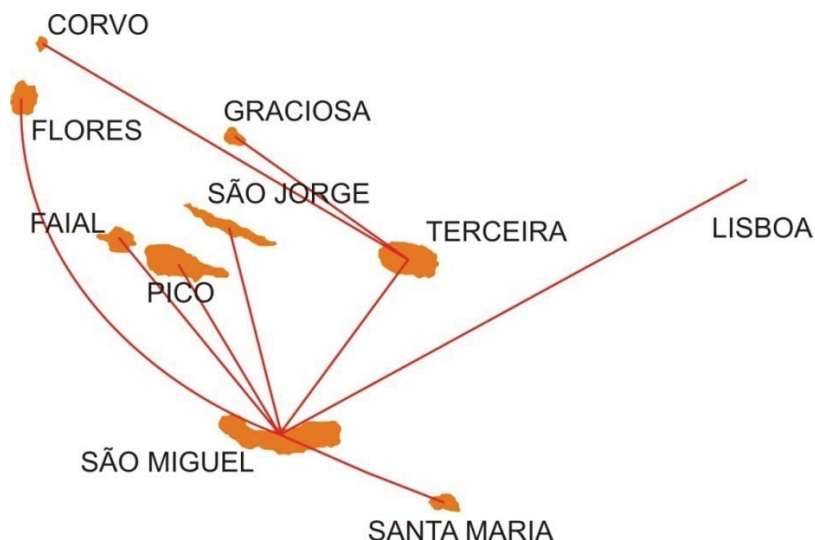 CORVO
GRACIOSA
FLORES
SÃO JORGE
FAIAL
TERCEIRA
LISBOA
PICO
SÃO MIGUEL
SANTA MARIA